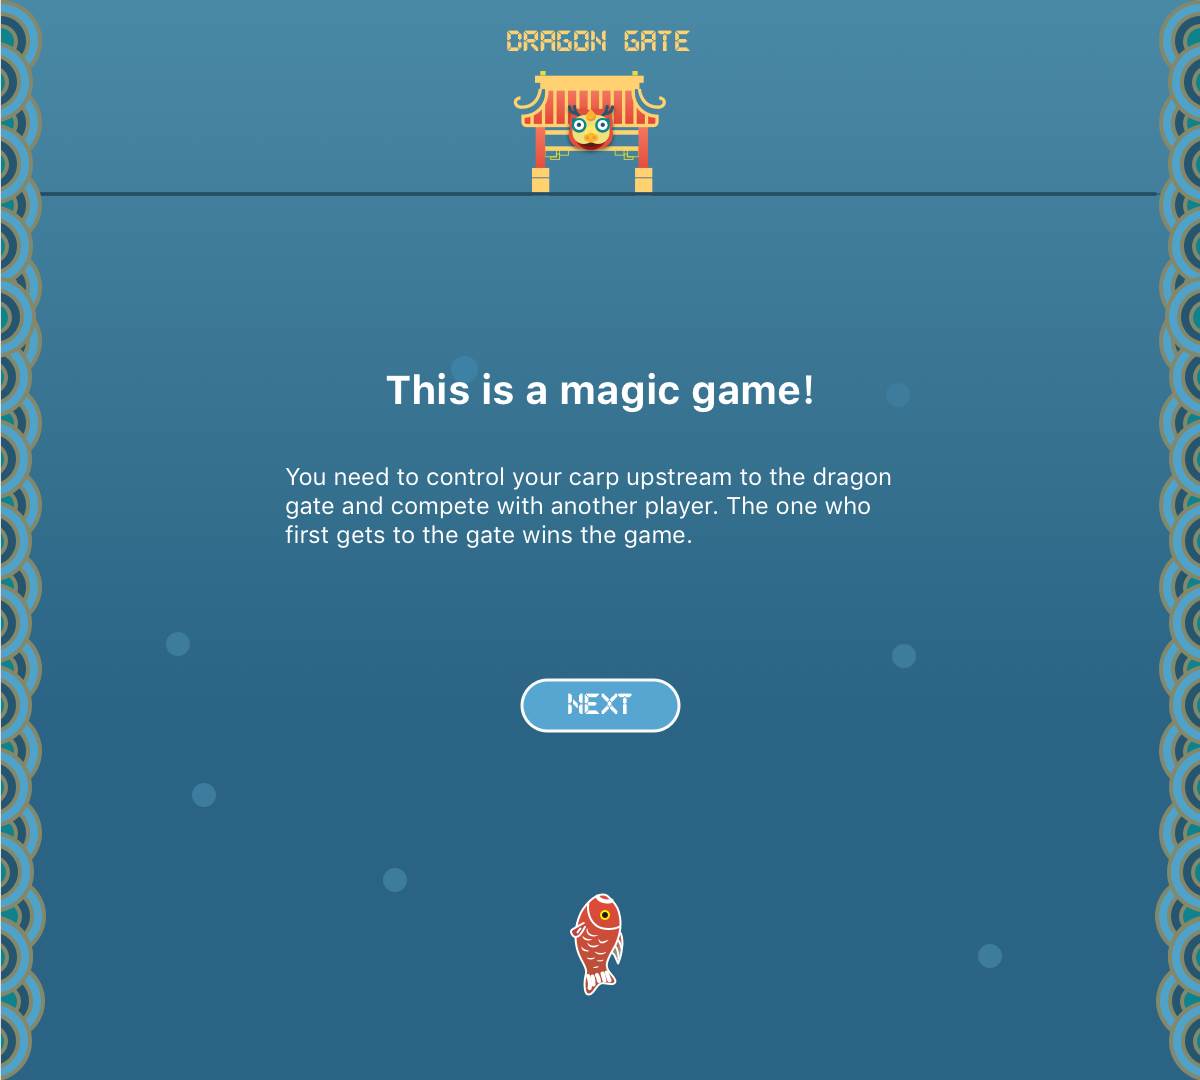 DRAGON GATE
This is a magic game!
You need to control your carp upstream to the dragon
gate and compete with another player. The one who
first gets to the gate wins the game.
NEXT